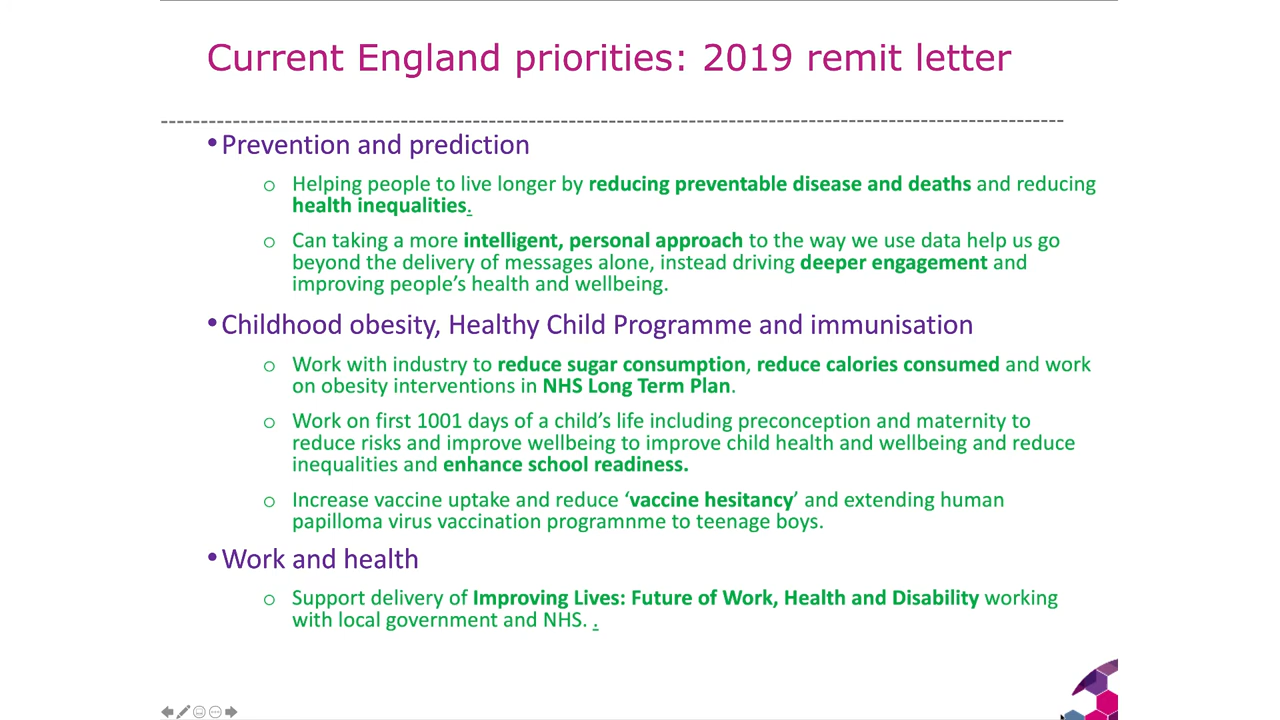 Current England priorities: 2019 remit letter
•Prevention and prediction
o Helping people to live longer by reducing preventable disease and deaths and reducing
health inequalities.
o Can taking a more intelligent, personal approach to the way we use data help us go
beyond the delivery of messages alone, instead driving deeper engagement and
improving people's health and wellbeing.
•Childhood obesity, Healthy Child Programme and immunisation
o Work with industry to reduce sugar consumption, reduce calories consumed and work
on obesity interventions in NHS Long Term Plan.
o Work on first 1001 days of a child's life including preconception and maternity to
reduce risks and improve wellbeing to improve child health and wellbeing and reduce
inequalities and enhance school readiness.
o Increase vaccine uptake and reduce ‘vaccine hesitancy’ and extending human
papilloma virus vaccination programnme to teenage boys.
•Work and health
o Support delivery of Improving Lives: Future of Work, Health and Disability working
with local government and NHS. .